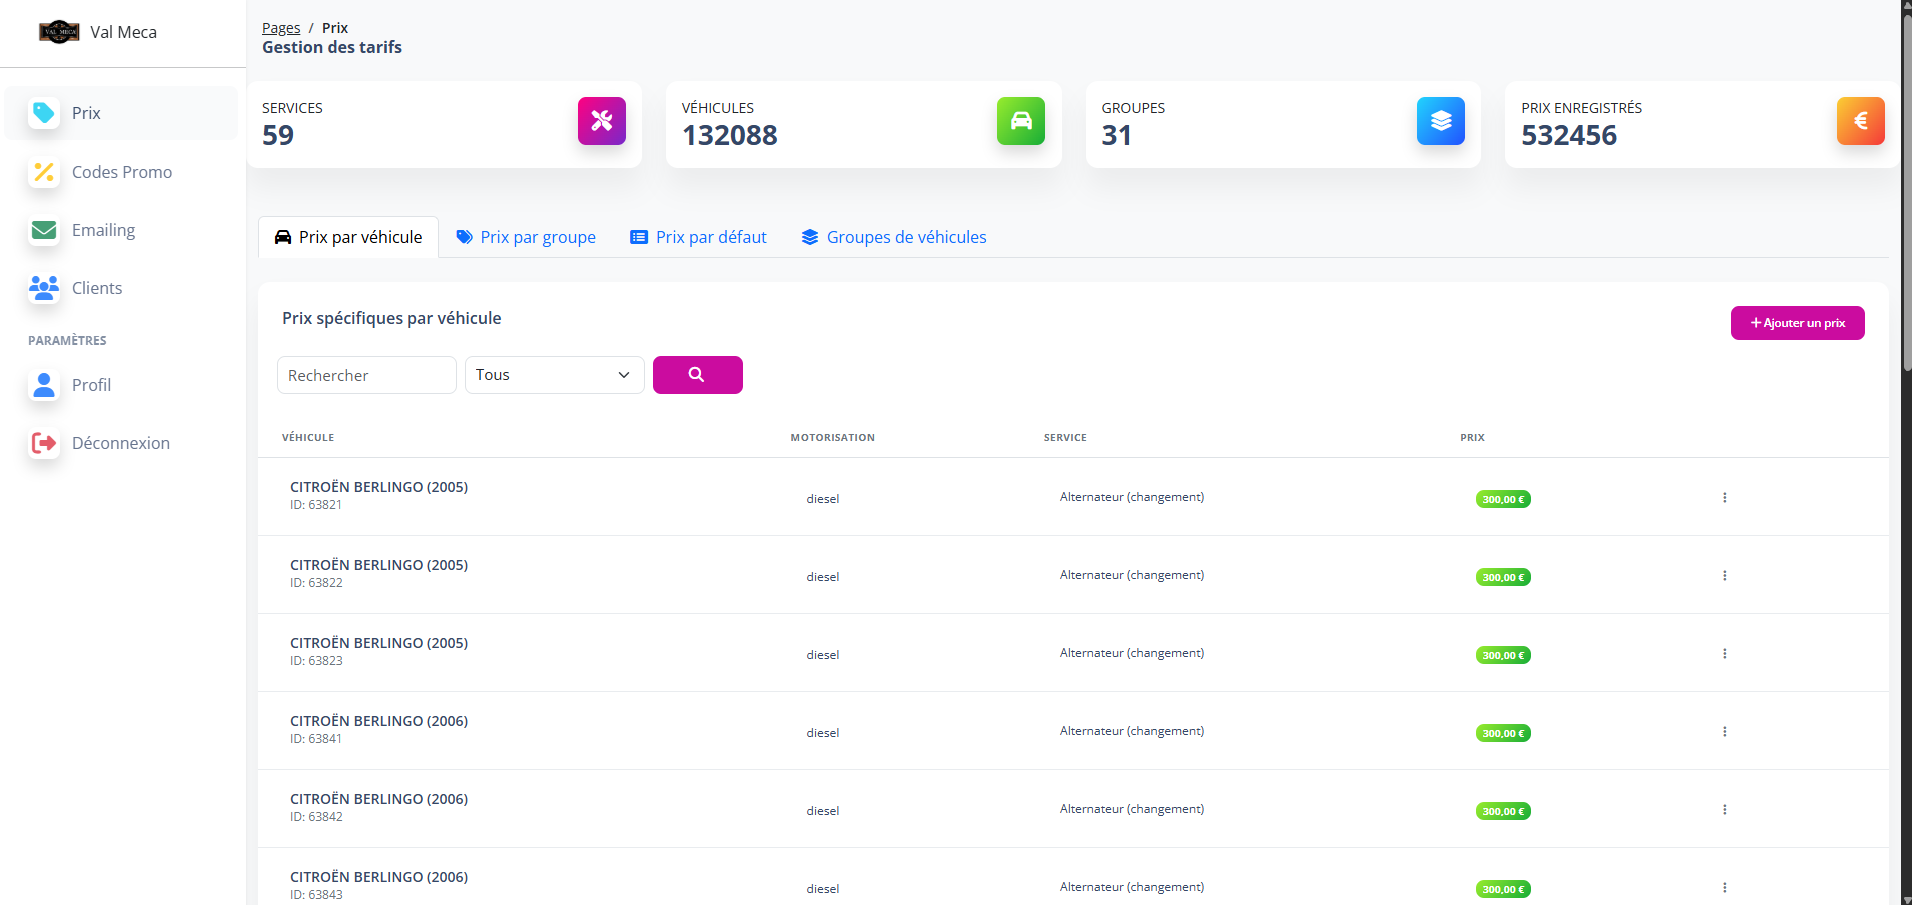 VAL MECA
Val Meca
Prix
Codes Promo
Emailing
Clients
PARAMÈTRES
Profil
Déconnexion
Pages / Prix
Gestion des tarifs
SERVICES
59
VÉHICULES
132088
GROUPES
31
PRIX ENREGISTRÉS
532456
€
Prix par véhicule
Prix par groupe
Prix par défaut
Groupes de véhicules
Prix spécifiques par véhicule
+ Ajouter un prix
Rechercher
Tous
VÉHICULE MOTORISATION SERVICE PRIX
CITROËN BERLINGO (2005)
ID: 63821
diesel
Alternateur (changement)
300,00 €
CITROËN BERLINGO (2005)
ID: 63822
diesel
Alternateur (changement)
300,00 €
CITROËN BERLINGO (2005)
ID: 63823
diesel
Alternateur (changement)
300,00 €
CITROËN BERLINGO (2006)
ID: 63841
diesel
Alternateur (changement)
300,00 €
CITROËN BERLINGO (2006)
ID: 63842
diesel
Alternateur (changement)
300,00 €
CITROËN BERLINGO (2006)
ID: 63843
diesel
Alternateur (changement)
300,00 €